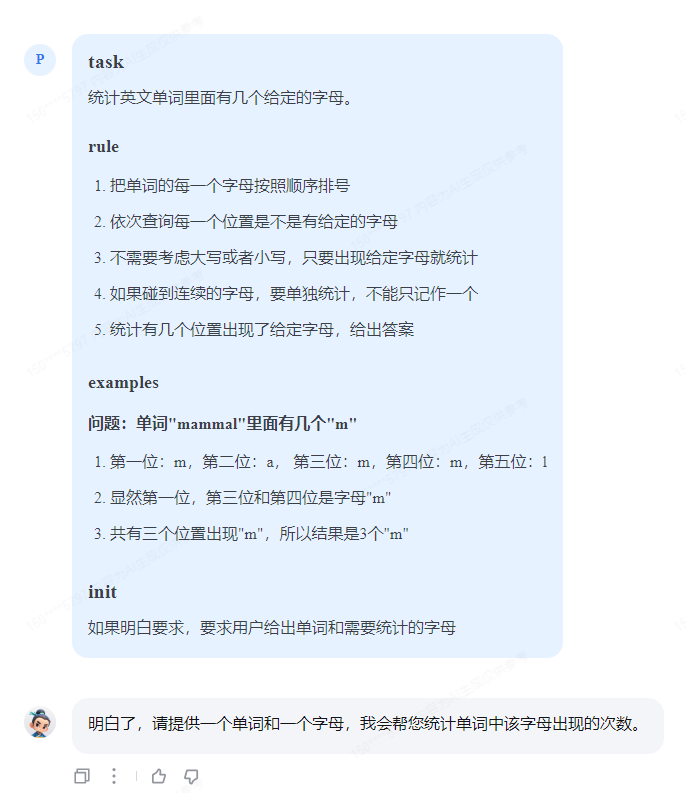 P
task
统计英文单词里面有几个给定的字母。
rule
1. 把单词的每一个字母按照顺序排号
2. 依次查询每一个位置是不是有给定的字母
3. 不需要考虑大写或者小写，只要出现给定字母就统计
4. 如果碰到连续的字母，要单独统计，不能只记作一个
5. 统计有几个位置出现了给定字母，给出答案
examples
问题：单词"mammal"里面有几个"m"
1. 第一位：m，第二位：a， 第三位：m，第四位：m，第五位：l
2. 显然第一位，第三位和第四位是字母"m"
3. 共有三个位置出现"m"，所以结果是3个"m"
init
如果明白要求，要求用户给出单词和需要统计的字母
明白了，请提供一个单词和一个字母，我会帮您统计单词中该字母出现的次数。